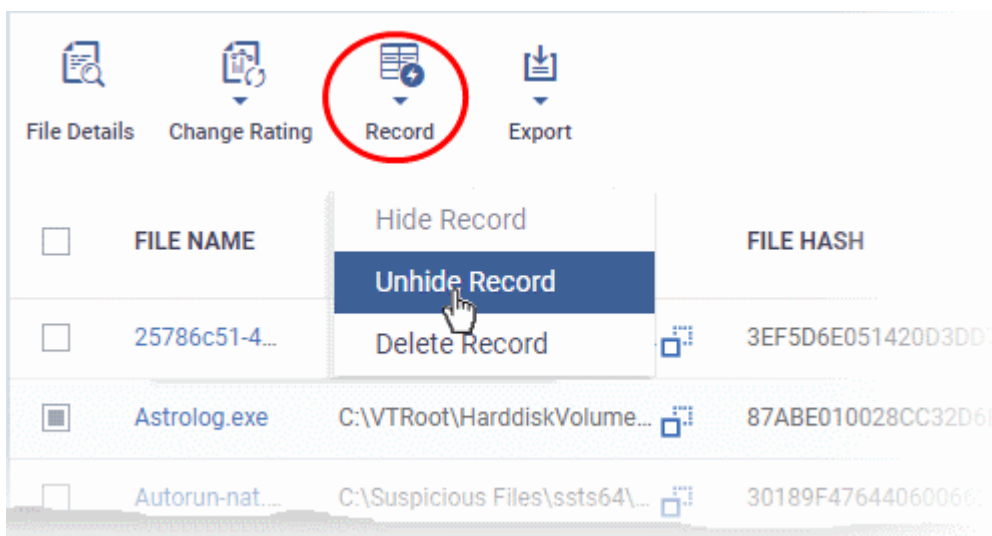 File Details
Change Rating
Record
Export
Hide Record
FILE NAME
FILE HASH
Unhide Record
25786c51-4...
Delete Record
3EF5D6E051420D3DD
Astrolog.exe
C:\VTRoot\HarddiskVolume...
87ABE010028CC32D6
Autorun-nat....
C:\Suspicious Files\ssts64\...
30189F4764406006